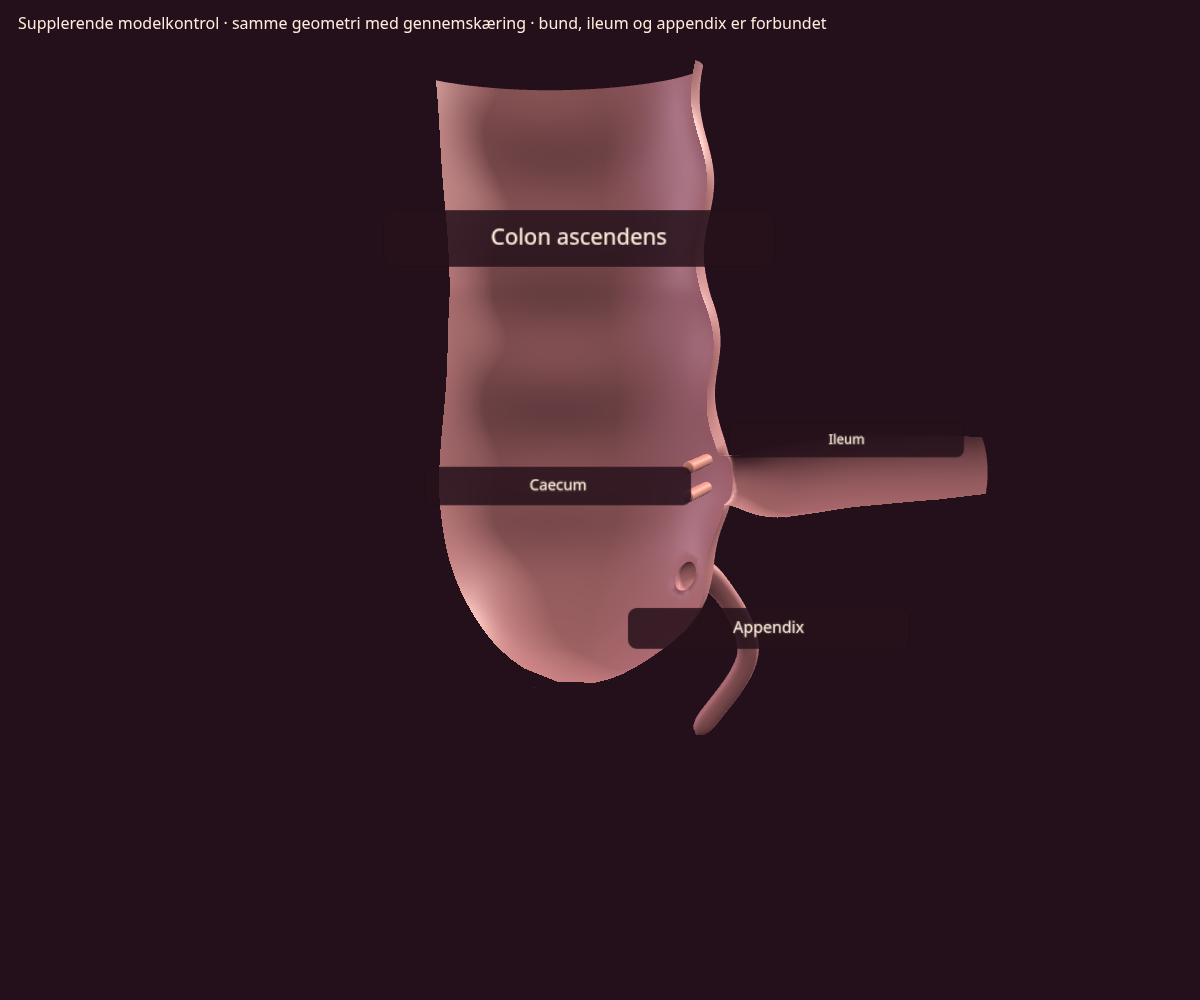 Supplerende modelkontrol · samme geometri med gennemskæring · bund, ileum og appendix er forbundet
Colon ascendens
Ileum
Caecum
Appendix